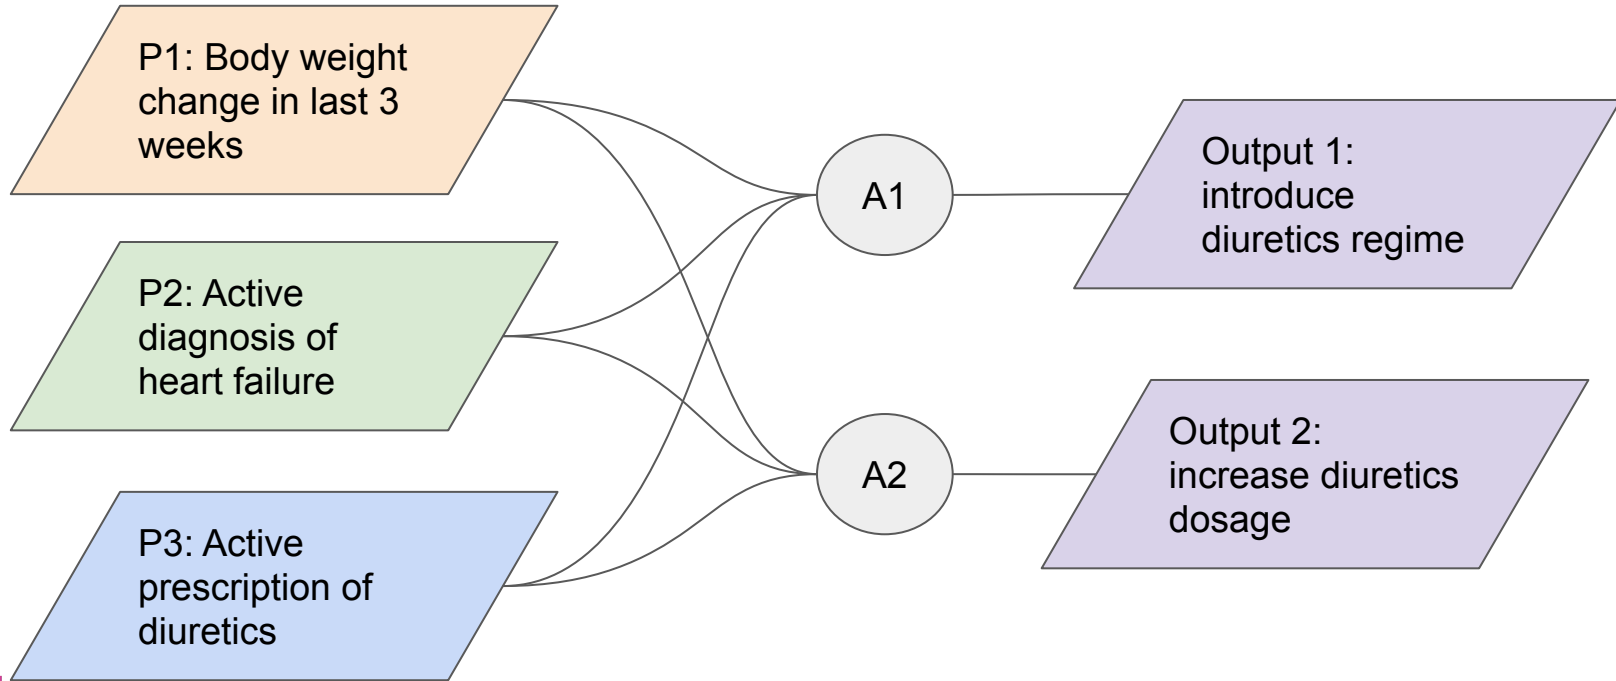 P1: Body weight
change in last 3
weeks
P2: Active
diagnosis of
heart failure
P3: Active
prescription of
diuretics
A1
A2
Output 1:
introduce
diuretics regime
Output 2:
increase diuretics
dosage